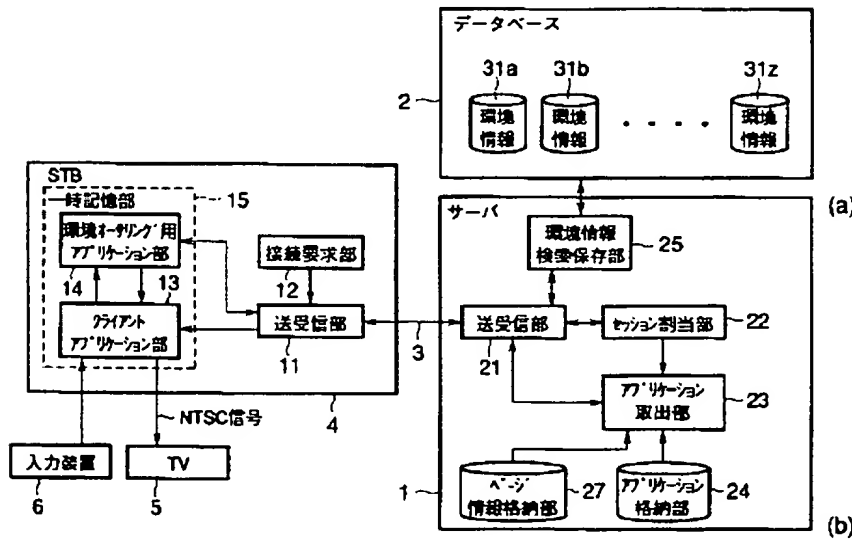 データベース
31a
31b
31z
2
環境
情報
環境
情報
・・・・
環境
情報
(a)
STB
一時記憶部
15
環境オーサリング用
アプリケーション部
14
13
クライアント
アプリケーション部
接続要求部
12
送受信部
11
3
4
NTSC信号
入力装置
6
TV
5
サーバ
環境情報
検索保存部
25
送受信部
21
セッション割当部
22
アプリケーション
取出部
23
1
ページ
情報格納部
27
アプリケーション
格納部
24
(b)